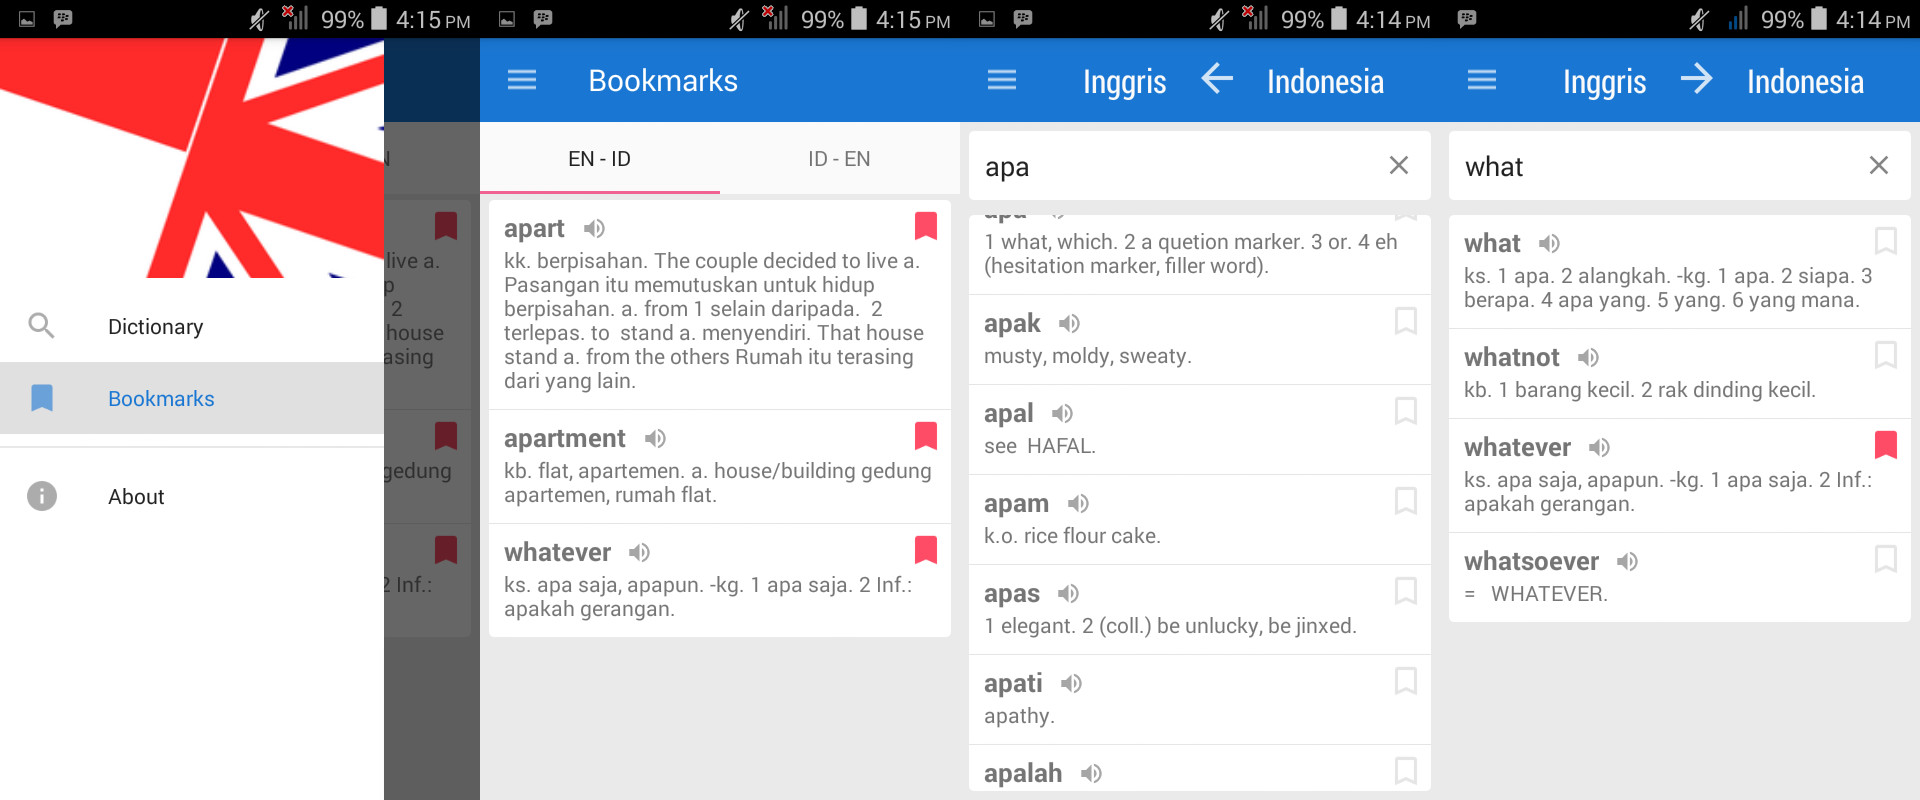 99% 4:15 PM
Dictionary
Bookmarks
About
live a.
2
house
gedung
2 Inf.:
99% 4:15 PM
Bookmarks
EN - ID
ID - EN
apart
kk. berpisahan. The couple decided to live a.
Pasangan itu memutuskan untuk hidup
berpisahan. a. from 1 selain daripada.  2
terlepas. to  stand a. menyendiri. That house
stand a. from the others Rumah itu terasing
dari yang lain.
apartment
kb. flat, apartemen. a. house/building gedung
apartemen, rumah flat.
whatever
ks. apa saja, apapun. -kg. 1 apa saja. 2 Inf.:
apakah gerangan.
99% 4:14 PM
Inggris ← Indonesia
apa
apa
1 what, which. 2 a quetion marker. 3 or. 4 eh
(hesitation marker, filler word).
apak
musty, moldy, sweaty.
apal
see  HAFAL.
apam
k.o. rice flour cake.
apas
1 elegant. 2 (coll.) be unlucky, be jinxed.
apati
apathy.
apalah
99% 4:14 PM
Inggris → Indonesia
what
what
ks. 1 apa. 2 alangkah. -kg. 1 apa. 2 siapa. 3
berapa. 4 apa yang. 5 yang. 6 yang mana.
whatnot
kb. 1 barang kecil. 2 rak dinding kecil.
whatever
ks. apa saja, apapun. -kg. 1 apa saja. 2 Inf.:
apakah gerangan.
whatsoever
=  WHATEVER.